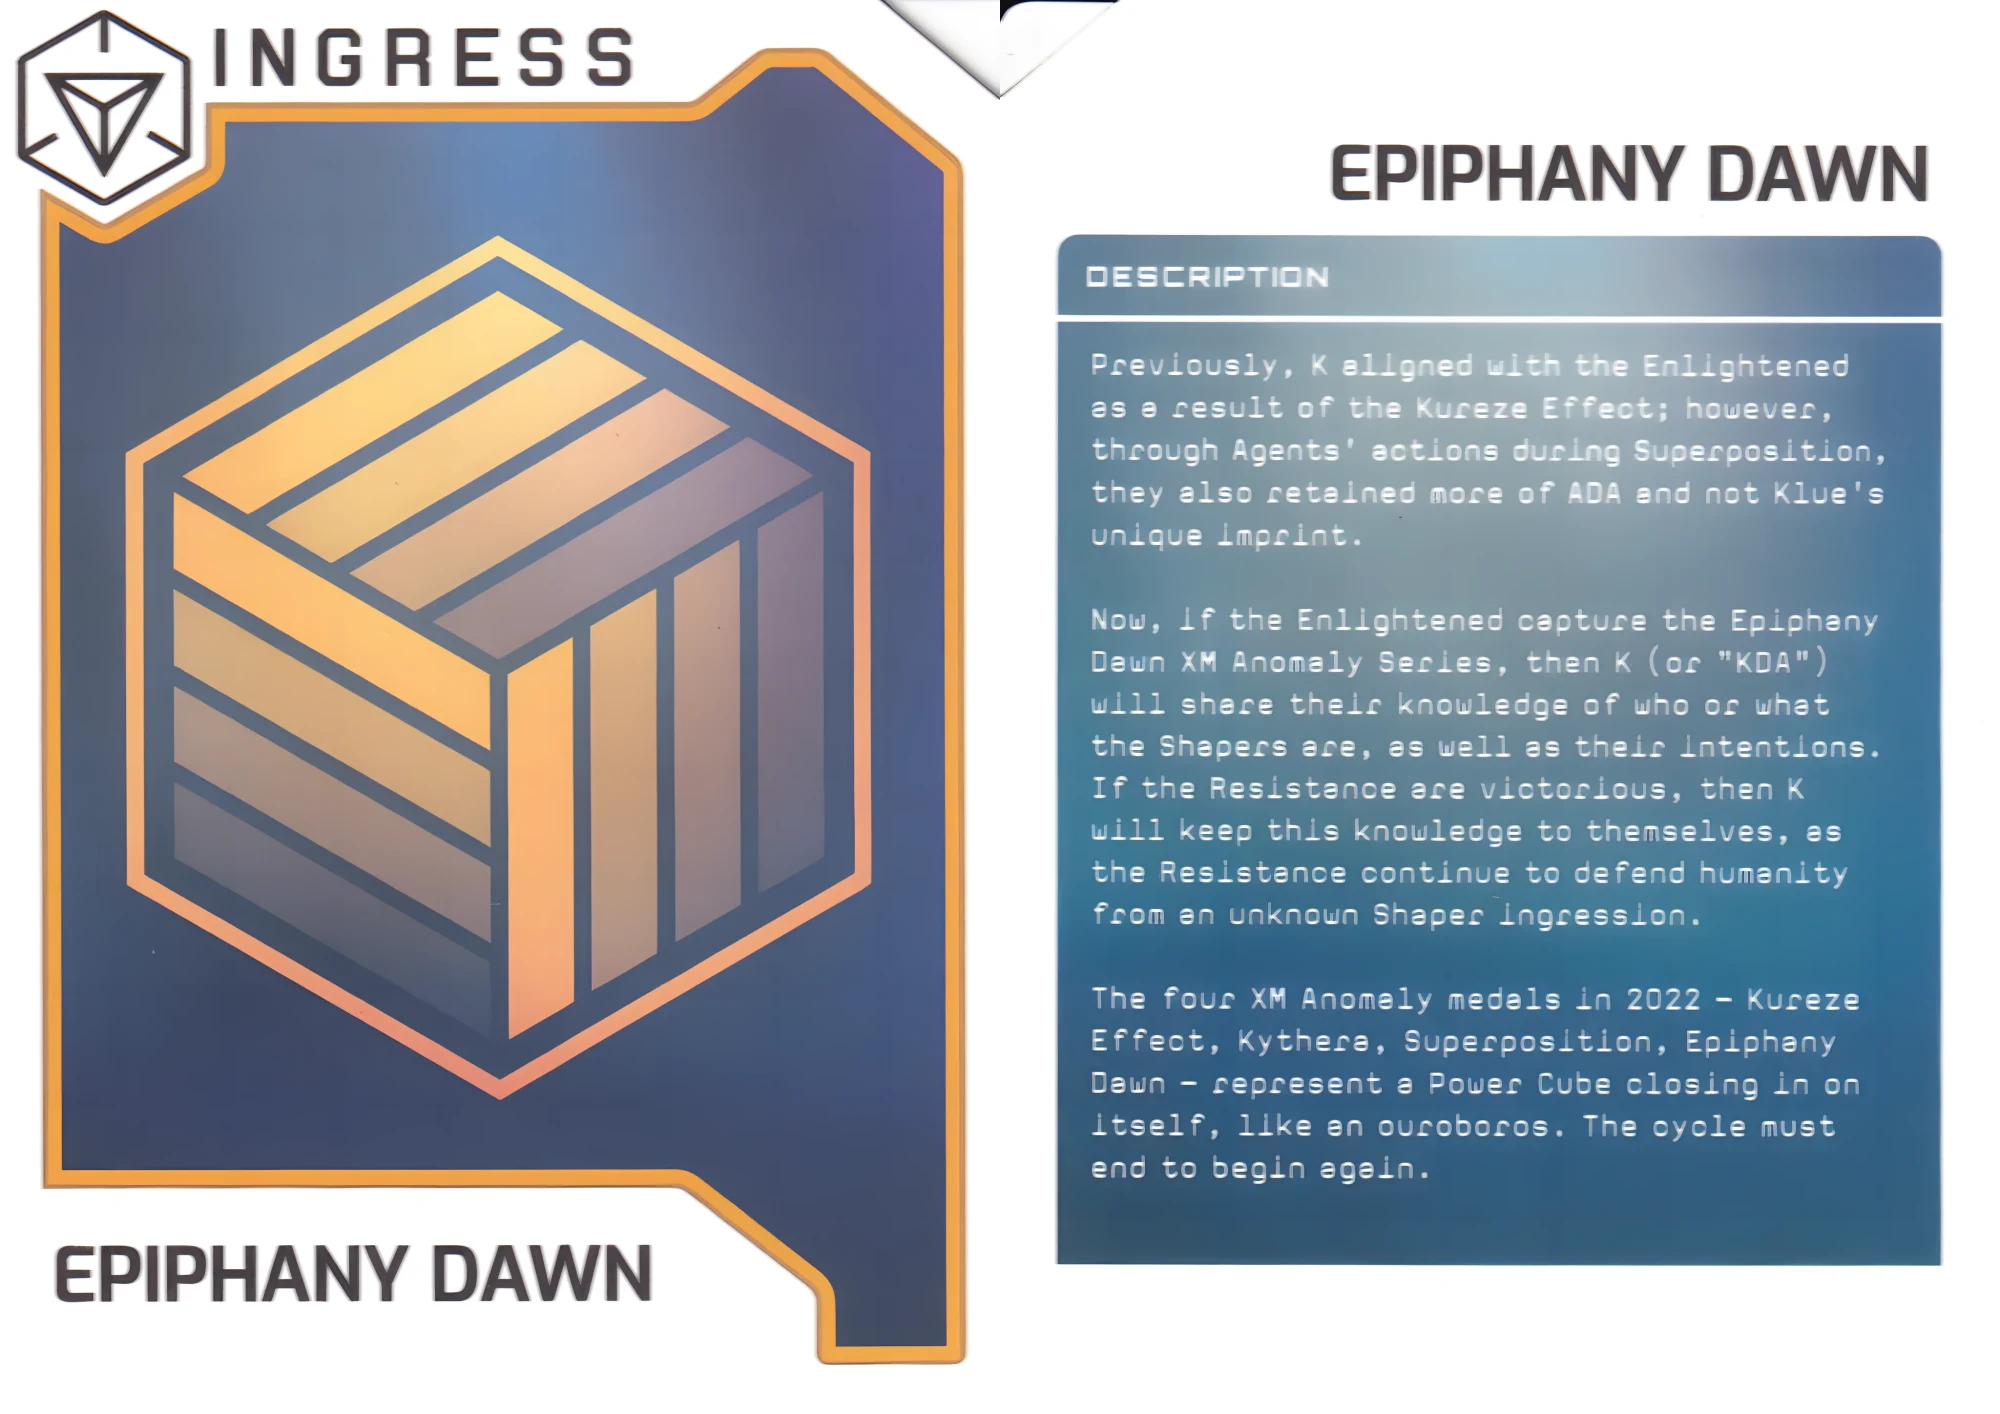 INGRESS
EPIPHANY DAWN
EPIPHANY DAWN
DESCRIPTION
Previously, K aligned with the Enlightened
as a result of the Kureze Effect; however,
through Agents' actions during Superposition,
they also retained more of ADA and not Klue's
unique imprint.
Now, if the Enlightened capture the Epiphany
Dawn XM Anomaly Series, then K (or "KDA")
will share their knowledge of who or what
the Shapers are, as well as their intentions.
If the Resistance are victorious, then K
will keep this knowledge to themselves, as
the Resistance continue to defend humanity
from an unknown Shaper ingression.
The four XM Anomaly medals in 2022 – Kureze
Effect, Kythera, Superposition, Epiphany
Dawn – represent a Power Cube closing in on
itself, like an ouroboros. The cycle must
end to begin again.